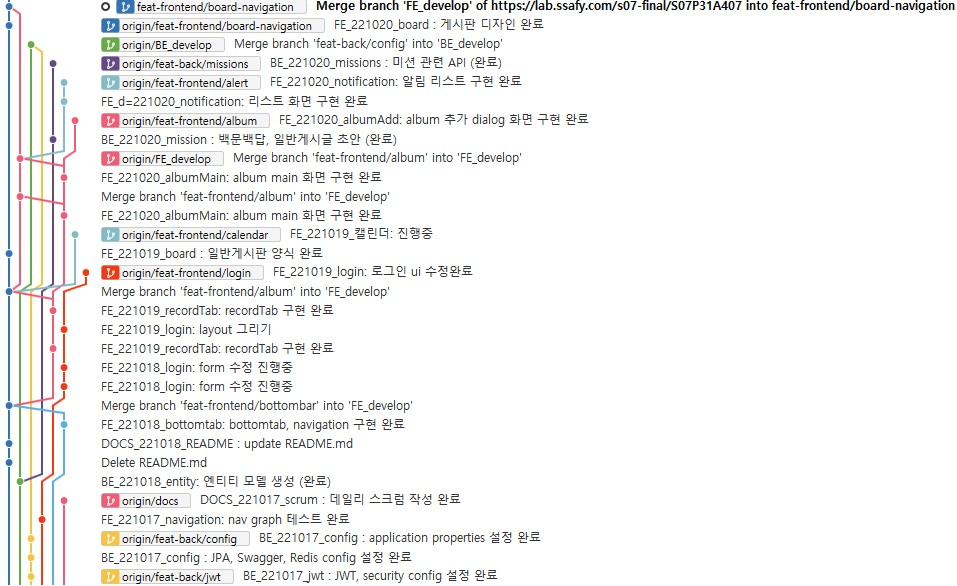 feat-frontend/board-navigation Merge branch 'FE_develop' of https://lab.ssafy.com/s07-final/S07P31A407 into feat-frontend/board-navigation
origin/feat-frontend/board-navigation FE_221020_board : 게시판 디자인 완료
origin/BE_develop Merge branch 'feat-back/config' into 'BE_develop'
origin/feat-back/missions BE_221020_missions : 미션 관련 API (완료)
origin/feat-frontend/alert FE_221020_notification: 알림 리스트 구현 완료
FE_d=221020_notification: 리스트 화면 구현 완료
origin/feat-frontend/album FE_221020_albumAdd: album 추가 dialog 화면 구현 완료
BE_221020_mission : 백문백답, 일반게시글 초안 (완료)
origin/FE_develop Merge branch 'feat-frontend/album' into 'FE_develop'
FE_221020_albumMain: album main 화면 구현 완료
Merge branch 'feat-frontend/album' into 'FE_develop'
FE_221020_albumMain: album main 화면 구현 완료
origin/feat-frontend/calendar FE_221019_캘린더: 진행중
FE_221019_board : 일반게시판 양식 완료
origin/feat-frontend/login FE_221019_login: 로그인 ui 수정완료
Merge branch 'feat-frontend/album' into 'FE_develop'
FE_221019_recordTab: recordTab 구현 완료
FE_221019_login: layout 그리기
FE_221019_recordTab: recordTab 구현 완료
FE_221018_login: form 수정 진행중
FE_221018_login: form 수정 진행중
Merge branch 'feat-frontend/bottombar' into 'FE_develop'
FE_221018_bottomtab: bottomtab, navigation 구현 완료
DOCS_221018_README : update README.md
Delete README.md
BE_221018_entity: 엔티티 모델 생성 (완료)
origin/docs DOCS_221017_scrum : 데일리 스크럼 작성 완료
FE_221017_navigation: nav graph 테스트 완료
origin/feat-back/config BE_221017_config : application properties 설정 완료
BE_221017_config : JPA, Swagger, Redis config 설정 완료
origin/feat-back/jwt BE_221017_jwt : JWT, security config 설정 완료